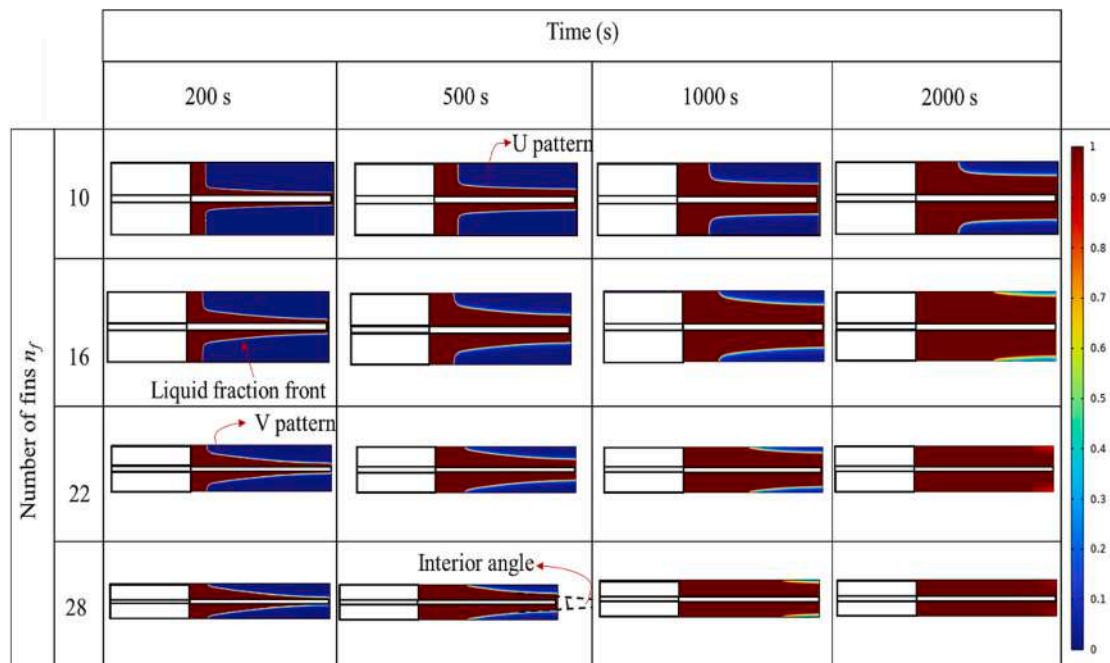 Time (s)
200 s
500 s
1000 s
2000 s
Number of fins n_f
10
U pattern
16
Liquid fraction front
22
V pattern
28
Interior angle
1
0.9
0.8
0.7
0.6
0.5
0.4
0.3
0.2
0.1
0